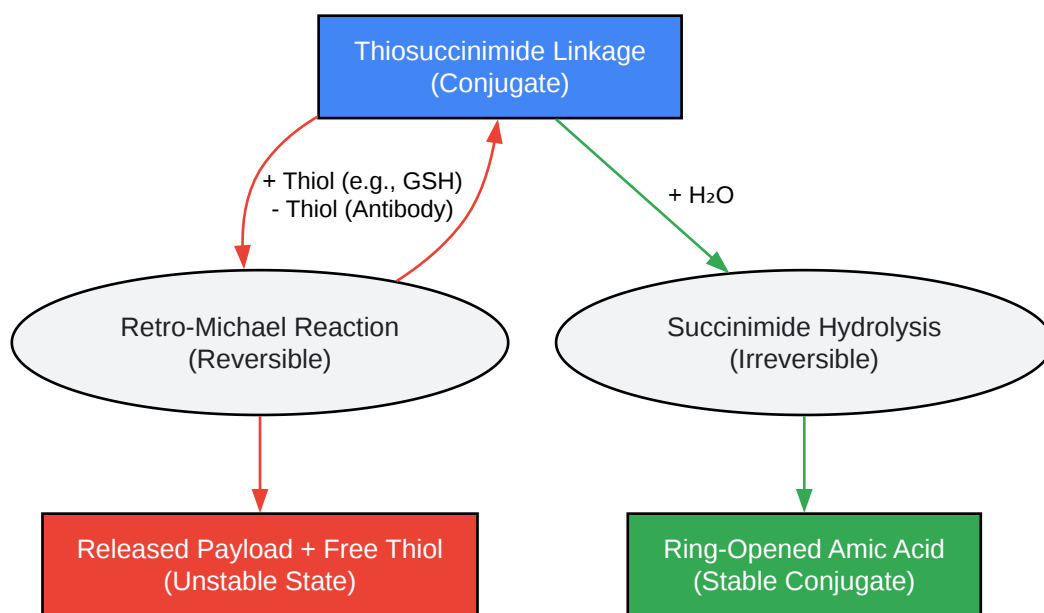 Thiosuccinimide Linkage
(Conjugate)
+ Thiol (e.g., GSH)
- Thiol (Antibody)
+ H₂O
Retro-Michael Reaction
(Reversible)
Succinimide Hydrolysis
(Irreversible)
Released Payload + Free Thiol
(Unstable State)
Ring-Opened Amic Acid
(Stable Conjugate)